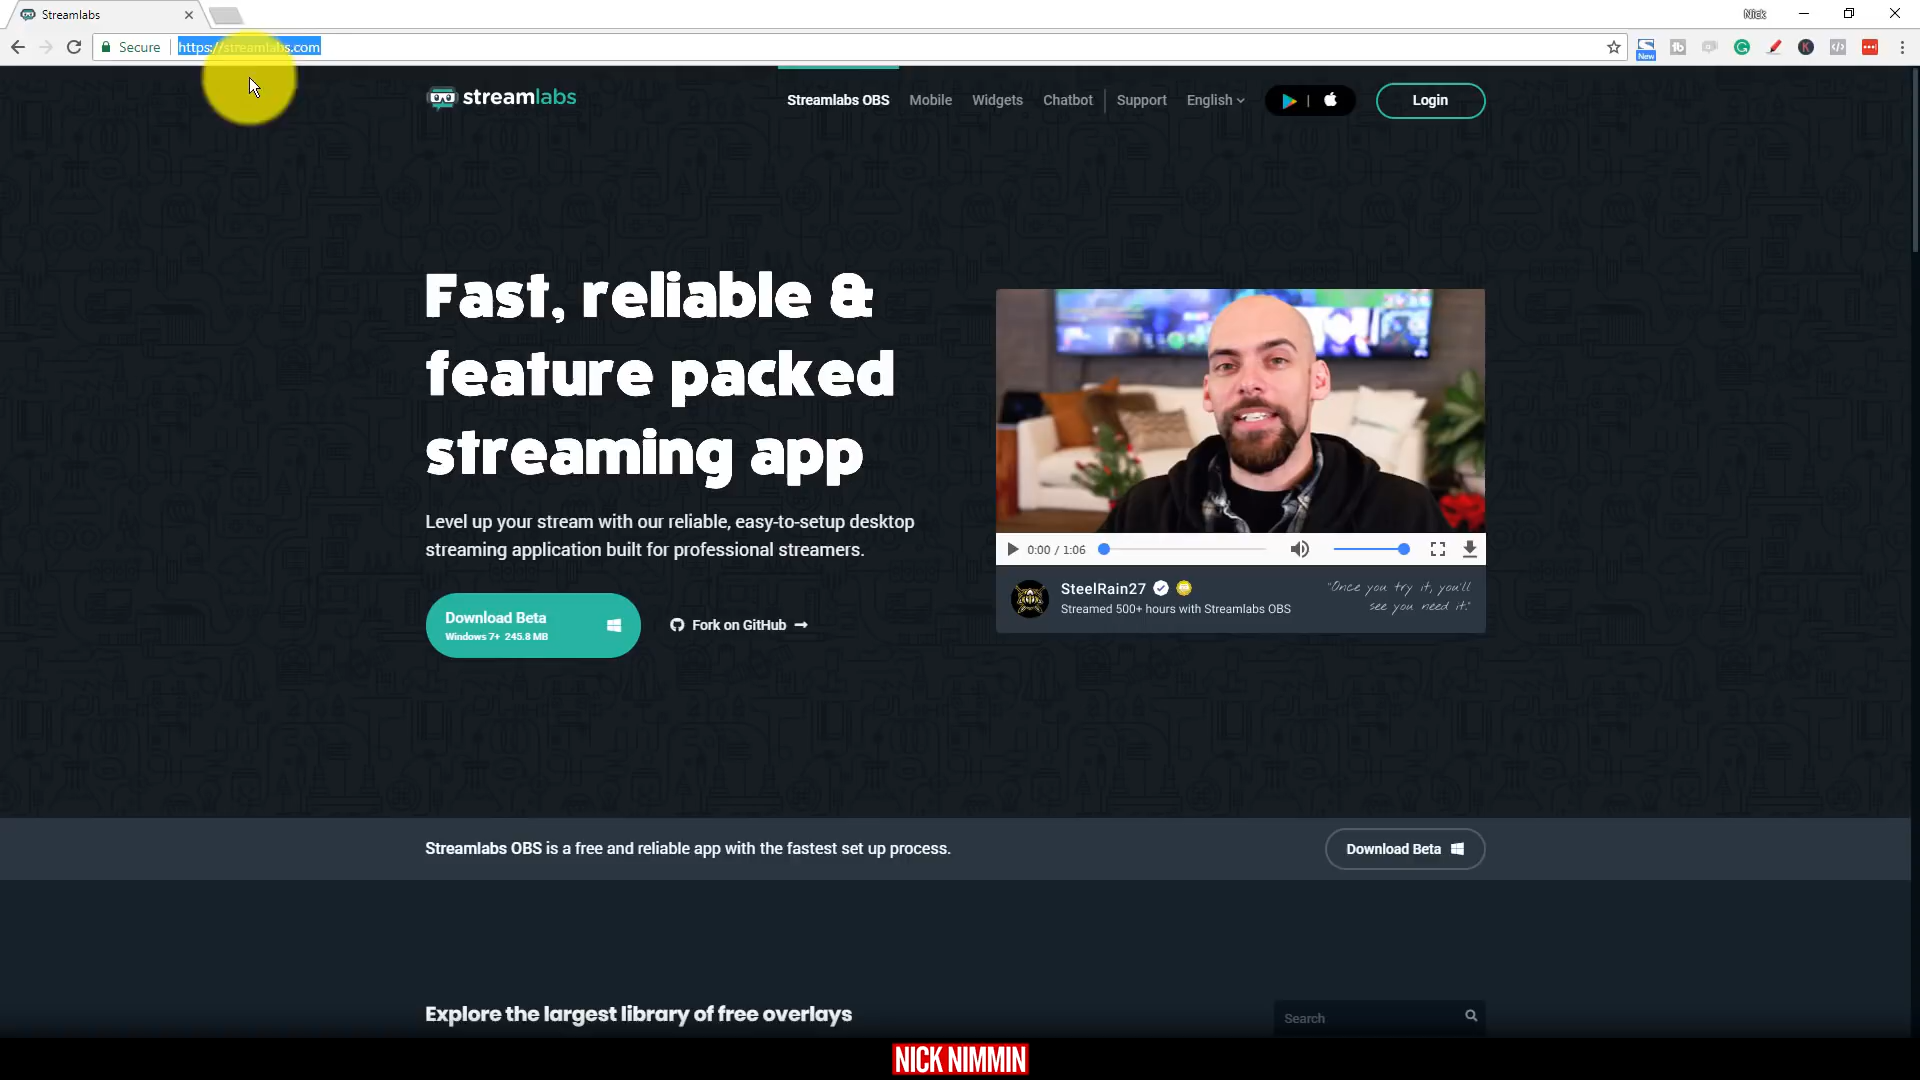 Streamlabs
Nick
Secure
https://streamlabs.com
New
streamlabs
Streamlabs OBS
Mobile
Widgets
Chatbot
Support
English
Login
Fast, reliable &
feature packed
streaming app
Level up your stream with our reliable, easy-to-setup desktop
streaming application built for professional streamers.
Download Beta
Windows 7+ 245.8 MB
Fork on GitHub
0:00 / 1:06
SteelRain27
Streamed 500+ hours with Streamlabs OBS
"Once you try it, you'll
see you need it."
Streamlabs OBS is a free and reliable app with the fastest set up process.
Download Beta
Explore the largest library of free overlays
Search
NICK NIMMIN